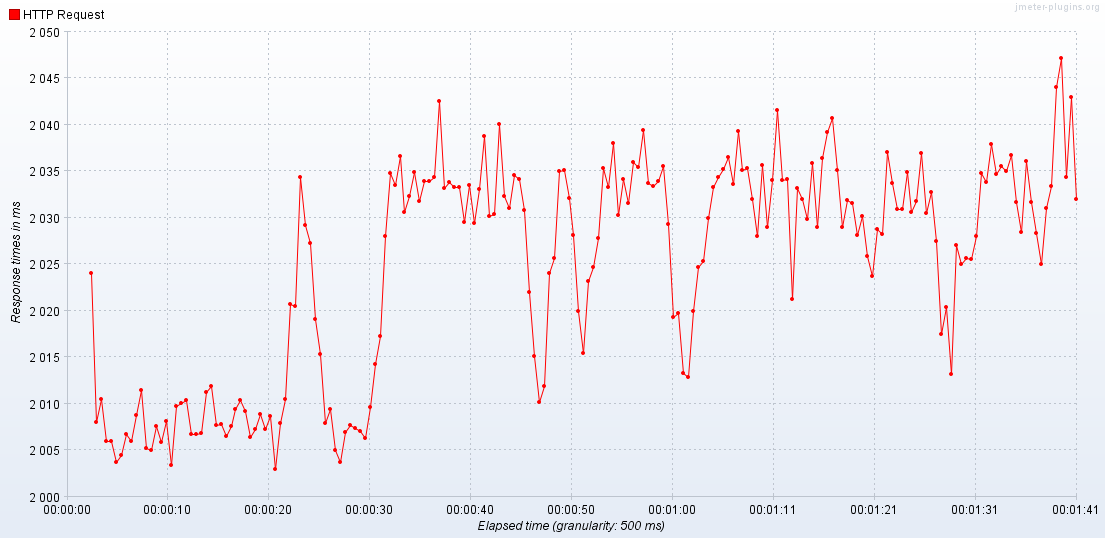 jmeter-plugins.org
HTTP Request
2 050
2 045
2 040
2 035
2 030
2 025
2 020
2 015
2 010
2 005
2 000
Response times in ms
00:00:00 00:00:10 00:00:20 00:00:30 00:00:40 00:00:50 00:01:00 00:01:11 00:01:21 00:01:31 00:01:41
Elapsed time (granularity: 500 ms)